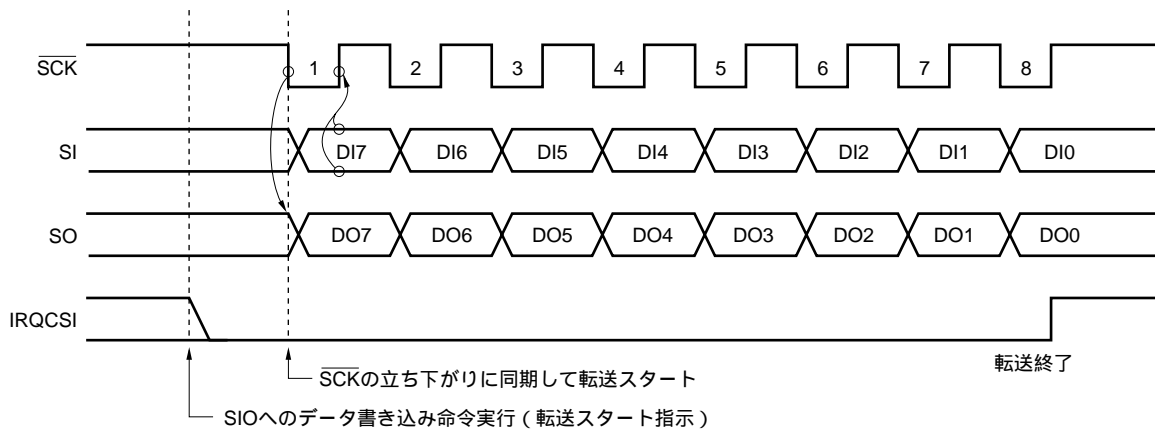 SCK 1 2 3 4 5 6 7 8
SI DI7 DI6 DI5 DI4 DI3 DI2 DI1 DI0
SO DO7 DO6 DO5 DO4 DO3 DO2 DO1 DO0
IRQCSI
転送終了
SCKの立ち下がりに同期して転送スタート
SIOへのデータ書き込み命令実行(転送スタート指示)